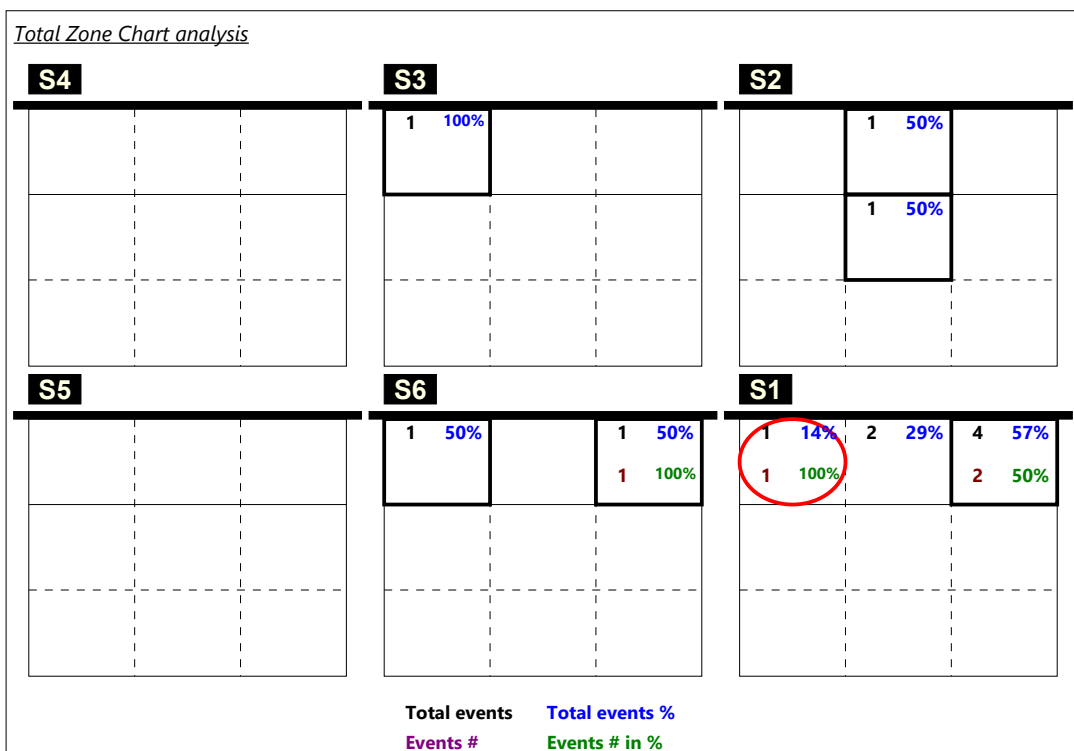 Total Zone Chart analysis
S4 S3 S2
1 100% 1 50%
1 50%
S5 S6 S1
1 50% 1 50% 1 14% 2 29% 4 57%
1 100% 1 100% 2 50%
Total events Total events %
Events # Events # in %